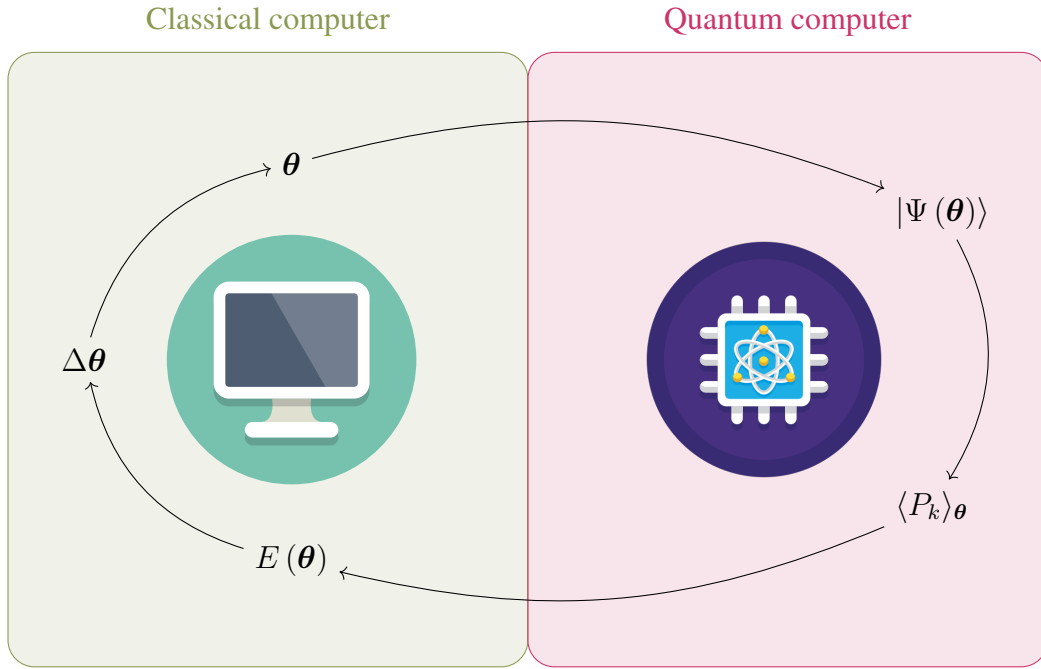 Classical computer
Quantum computer
θ
|Ψ (θ)⟩
Δθ
⟨P_k⟩_θ
E (θ)